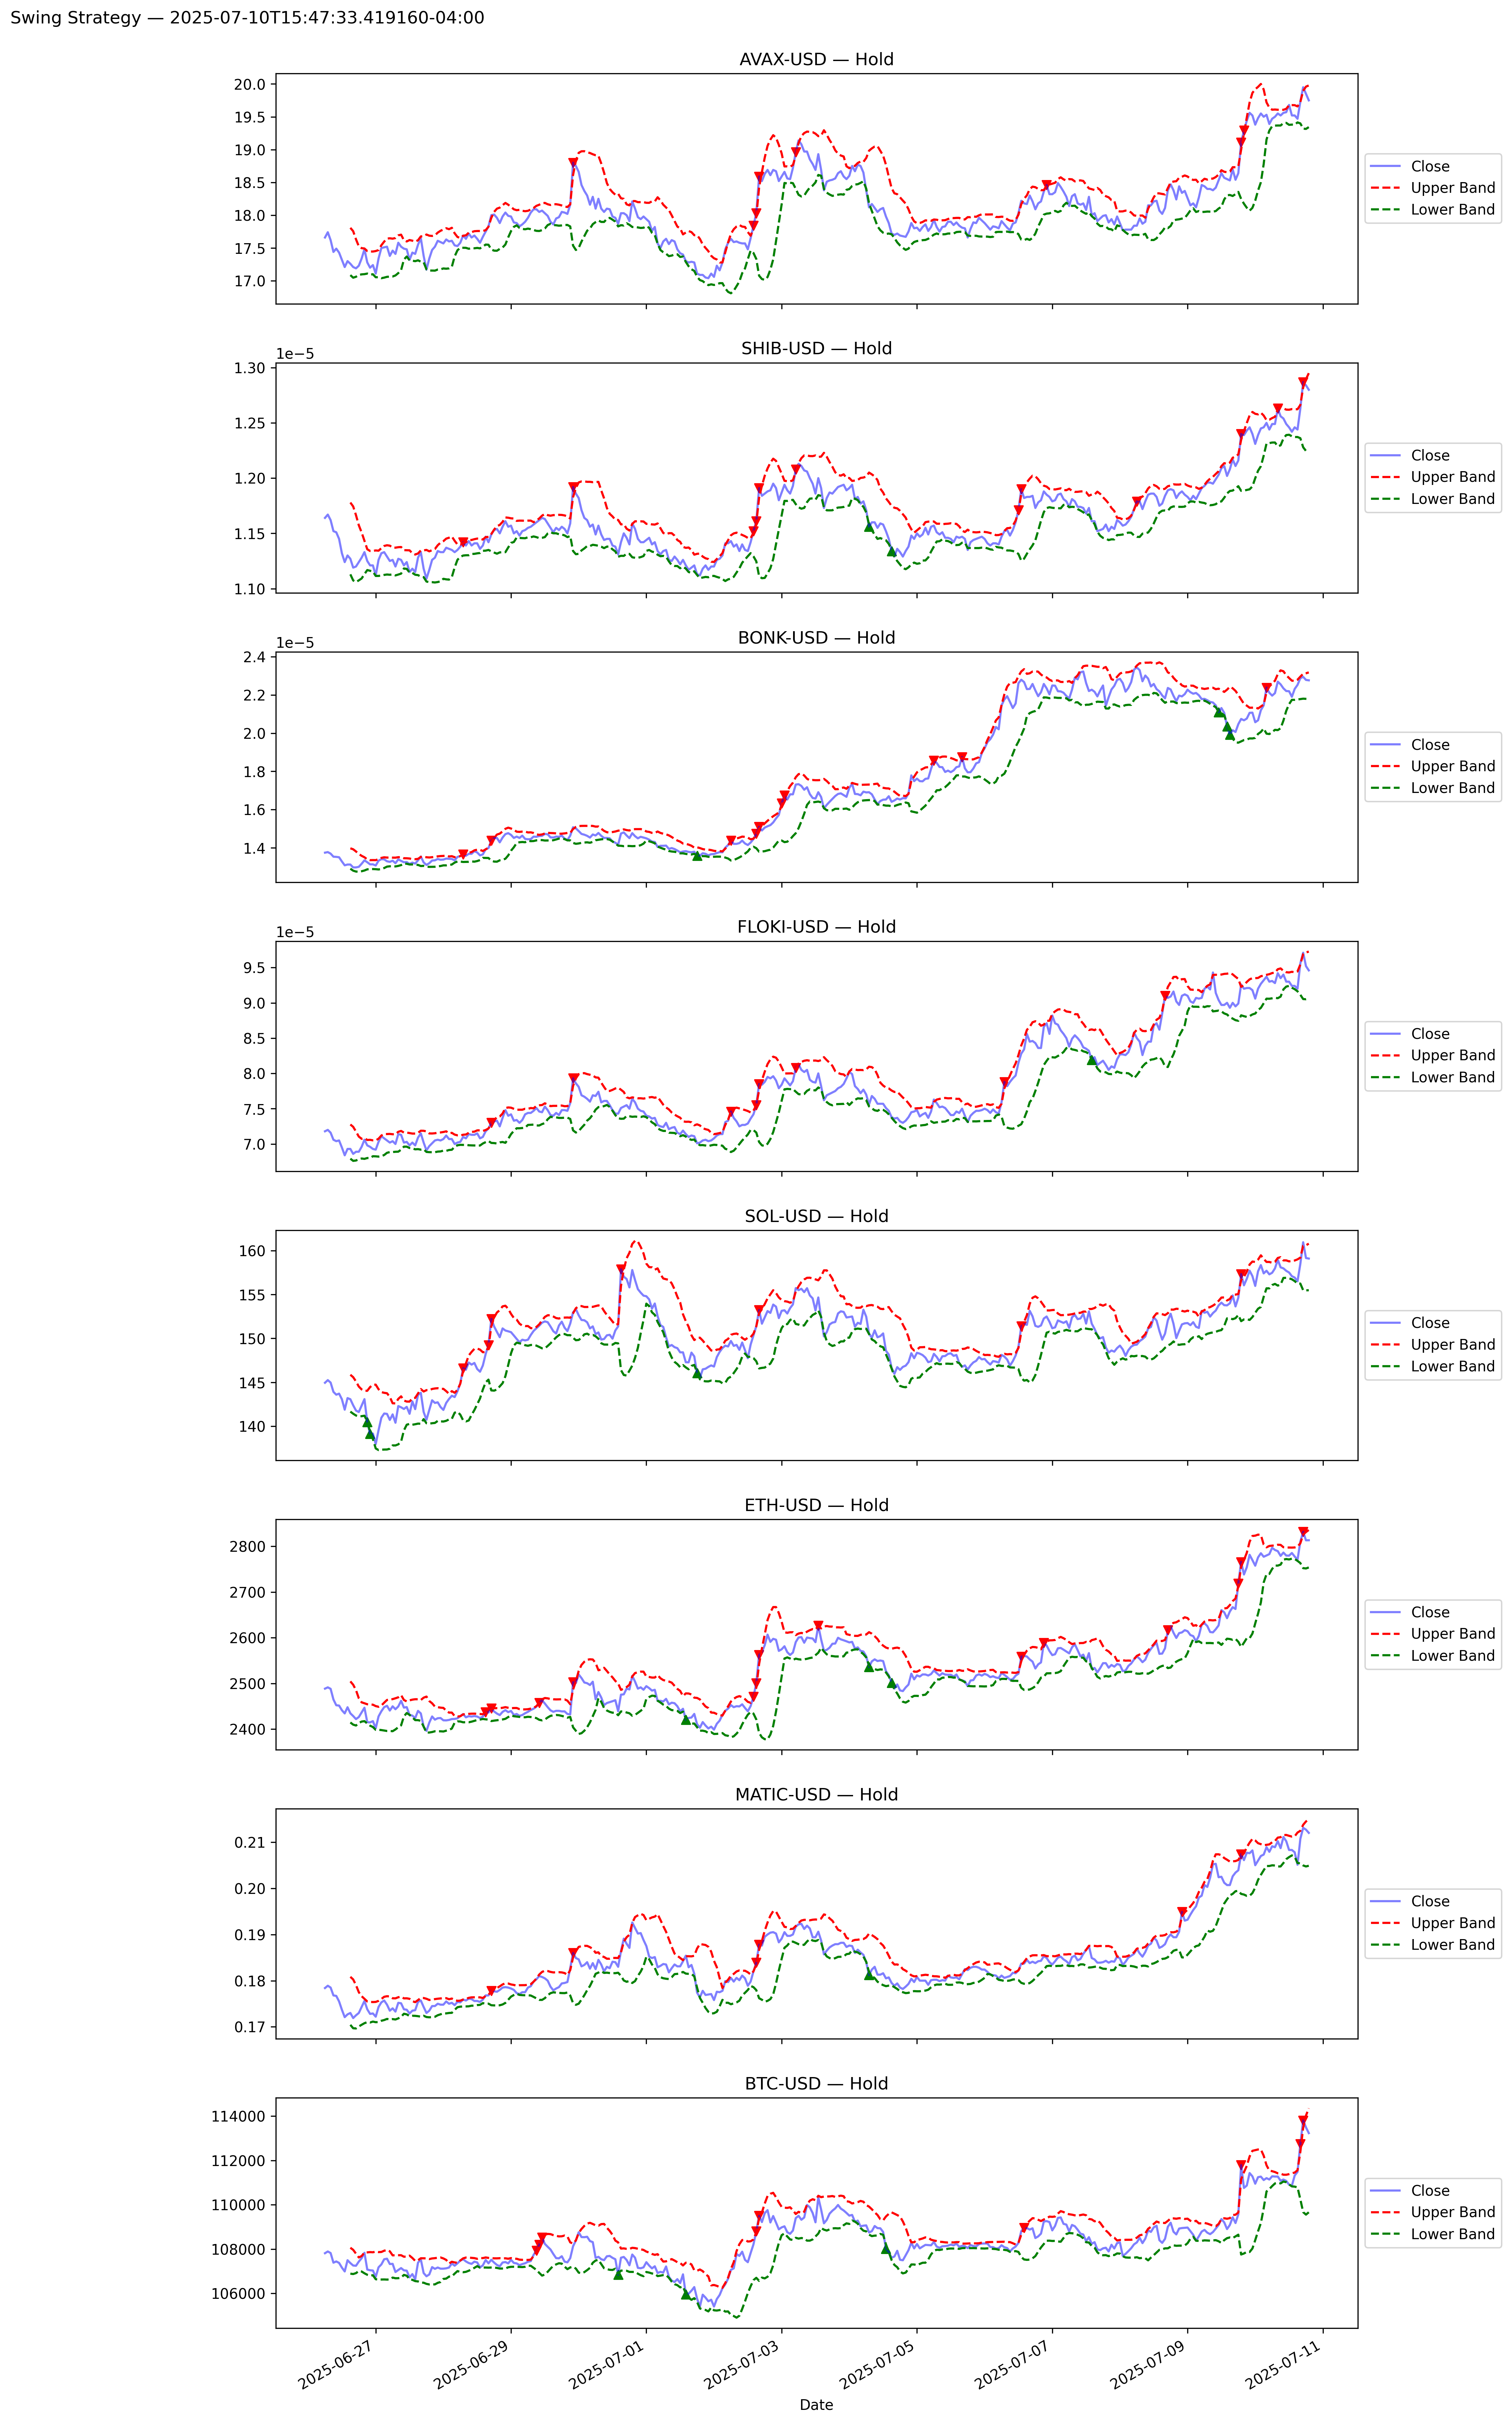 Swing Strategy — 2025-07-10T15:47:33.419160-04:00
AVAX-USD — Hold
20.0
19.5
19.0
18.5
18.0
17.5
17.0
Close
Upper Band
Lower Band
SHIB-USD — Hold
1e−5
1.30
1.25
1.20
1.15
1.10
Close
Upper Band
Lower Band
BONK-USD — Hold
1e−5
2.4
2.2
2.0
1.8
1.6
1.4
Close
Upper Band
Lower Band
FLOKI-USD — Hold
1e−5
9.5
9.0
8.5
8.0
7.5
7.0
Close
Upper Band
Lower Band
SOL-USD — Hold
160
155
150
145
140
Close
Upper Band
Lower Band
ETH-USD — Hold
2800
2700
2600
2500
2400
Close
Upper Band
Lower Band
MATIC-USD — Hold
0.21
0.20
0.19
0.18
0.17
Close
Upper Band
Lower Band
BTC-USD — Hold
114000
112000
110000
108000
106000
Close
Upper Band
Lower Band
2025-06-27
2025-06-29
2025-07-01
2025-07-03
2025-07-05
2025-07-07
2025-07-09
2025-07-11
Date